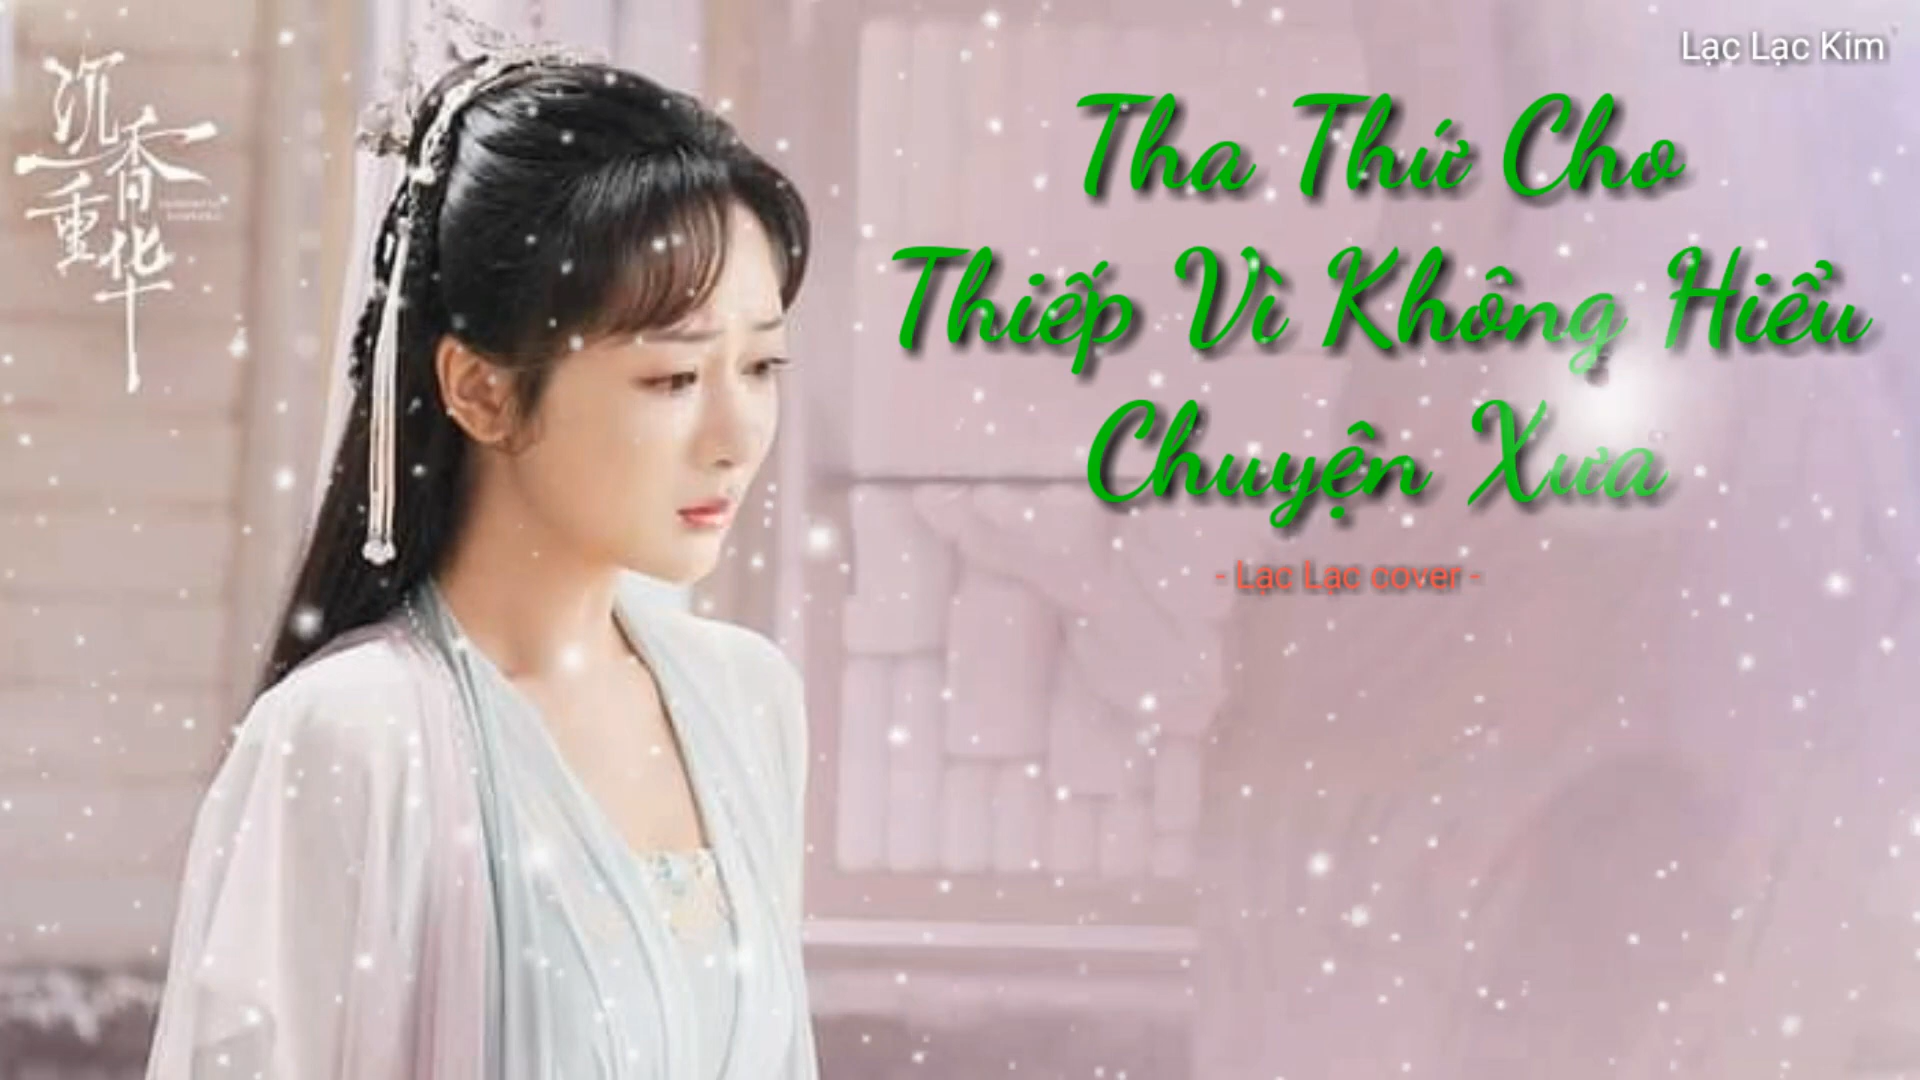 沉香重华
Lạc Lạc Kim
Tha Thứ Cho
Thiếp Vì Không Hiểu
Chuyện Xưa
- Lạc Lạc cover -